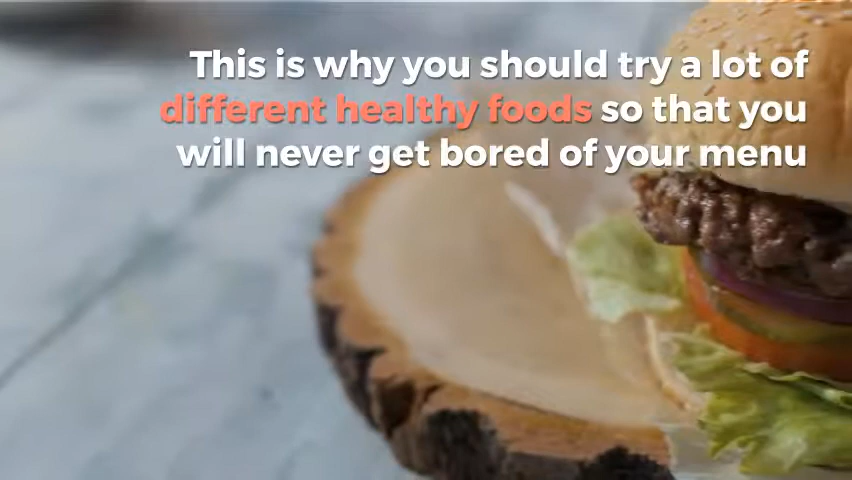 This is why you should try a lot of
different healthy foods so that you
will never get bored of your menu